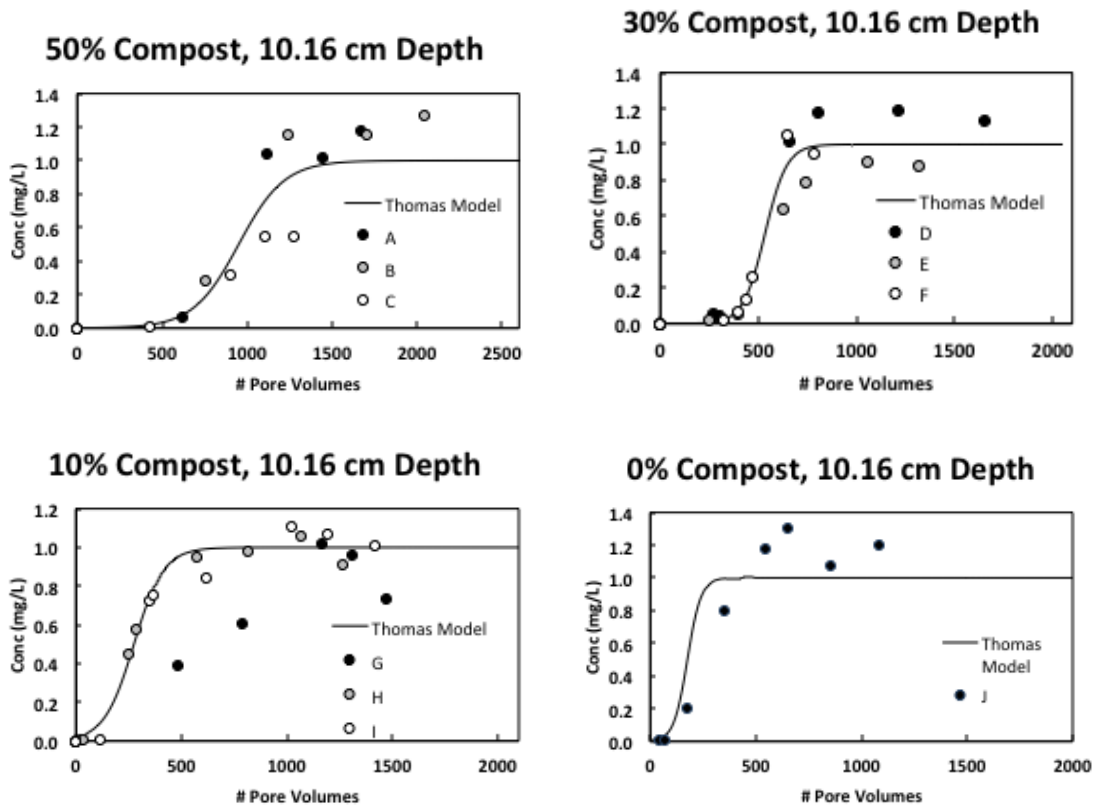 50% Compost, 10.16 cm Depth
1.4
1.2
1.0
0.8
0.6
0.4
0.2
0.0
Conc (mg/L)
Thomas Model
A
B
C
0 500 1000 1500 2000 2500
# Pore Volumes
30% Compost, 10.16 cm Depth
1.4
1.2
1.0
0.8
0.6
0.4
0.2
0.0
Conc (mg/L)
Thomas Model
D
E
F
0 500 1000 1500 2000
# Pore Volumes
10% Compost, 10.16 cm Depth
1.2
1.0
0.8
0.6
0.4
0.2
0.0
Conc (mg/L)
Thomas Model
G
H
I
0 500 1000 1500 2000
# Pore Volumes
0% Compost, 10.16 cm Depth
1.4
1.2
1.0
0.8
0.6
0.4
0.2
0.0
Conc (mg/L)
Thomas
Model
J
0 500 1000 1500 2000
# Pore Volumes